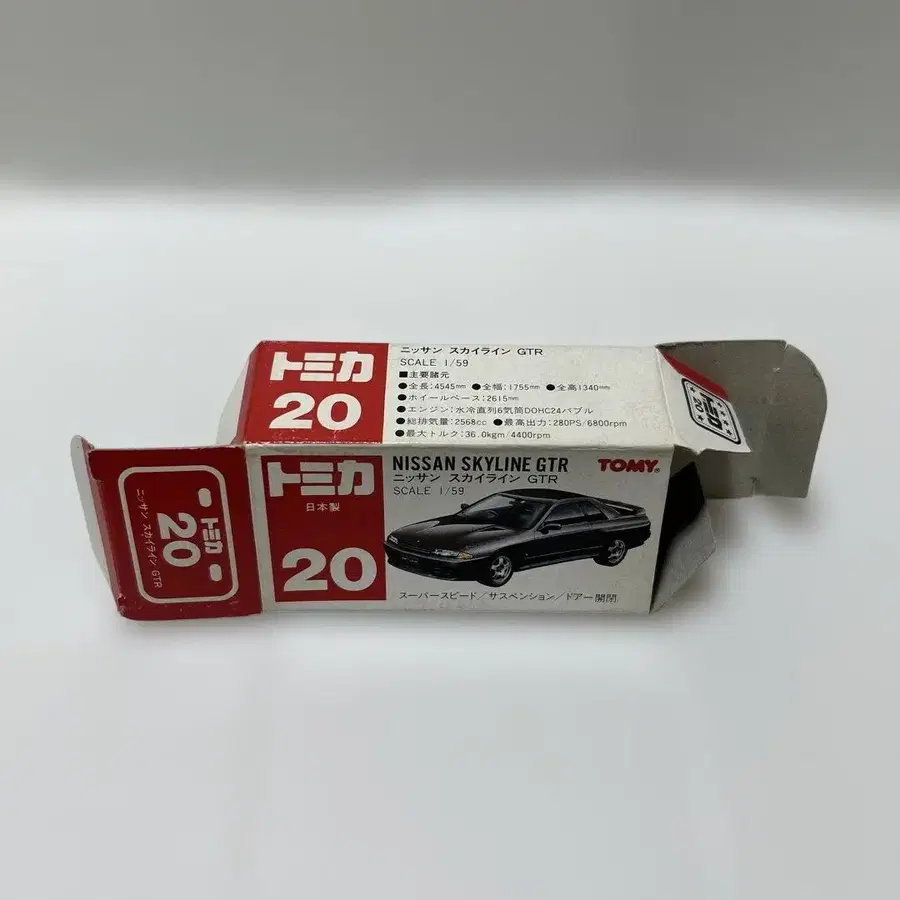 トミカ
20
ニッサン スカイライン GTR
SCALE 1/59
■主要諸元
●全長:4545mm ●全幅:1755mm ●全高1340mm
●ホイールベース:2615mm
●エンジン:水冷直列6気筒DOHC24バブル
●総排気量:2568cc ●最高出力:280PS/6800rpm
●最大トルク:36.0kgm/4400rpm
トミカ
20
トミカ
日本製
20
NISSAN SKYLINE GTR
TOMY.
ニッサン スカイライン GTR
SCALE 1/59
スーパースピード/サスペンション/ドアー開閉
トミカ
20
ニッサン スカイライン GTR